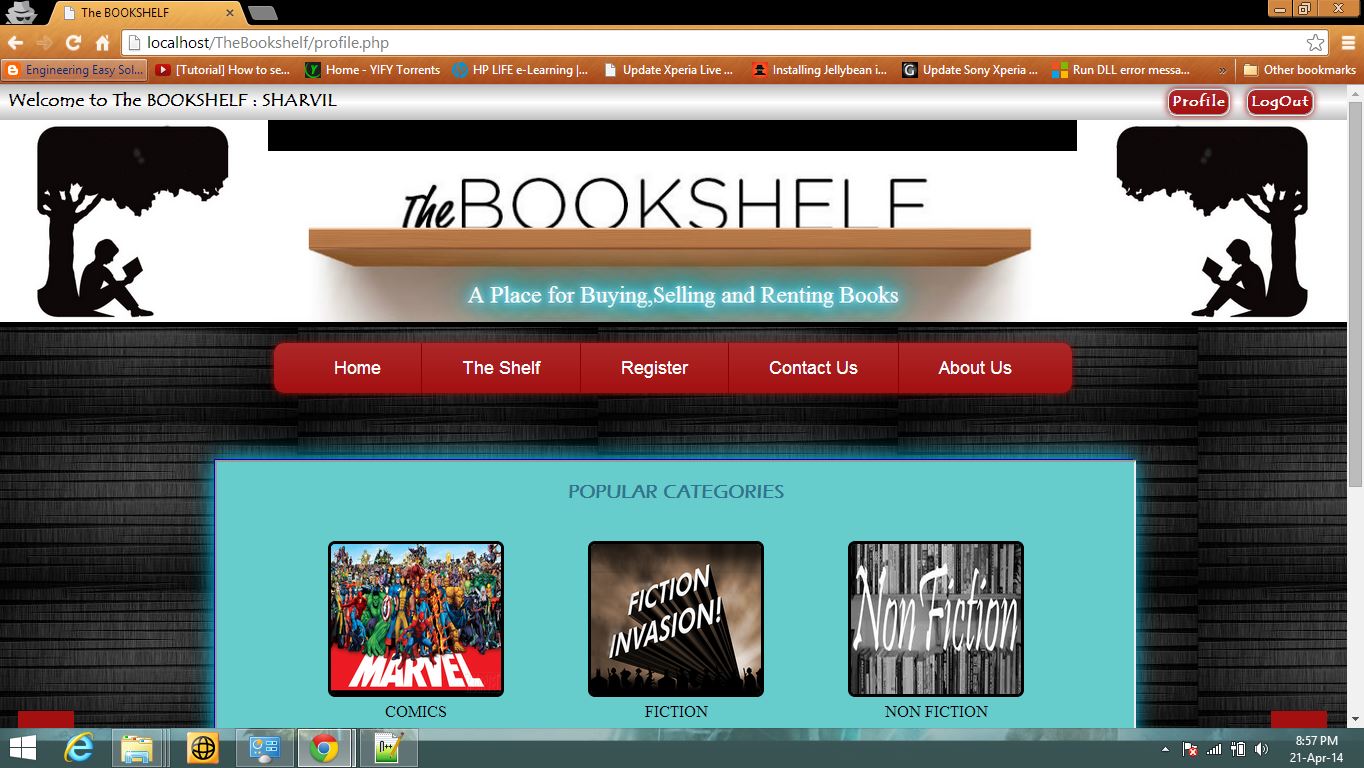 The BOOKSHELF
localhost/TheBookshelf/profile.php
Engineering Easy Sol... [Tutorial] How to se... Home - YIFY Torrents HP LIFE e-Learning |... Update Xperia Live ... Installing Jellybean i... Update Sony Xperia ... Run DLL error messa... » Other bookmarks
Welcome to The BOOKSHELF : SHARVIL Profile LogOut
The BOOKSHELF
A Place for Buying,Selling and Renting Books
Home The Shelf Register Contact Us About Us
POPULAR CATEGORIES
MARVEL
FICTION
INVASION!
Non Fiction
COMICS FICTION NON FICTION
8:57 PM
21-Apr-14